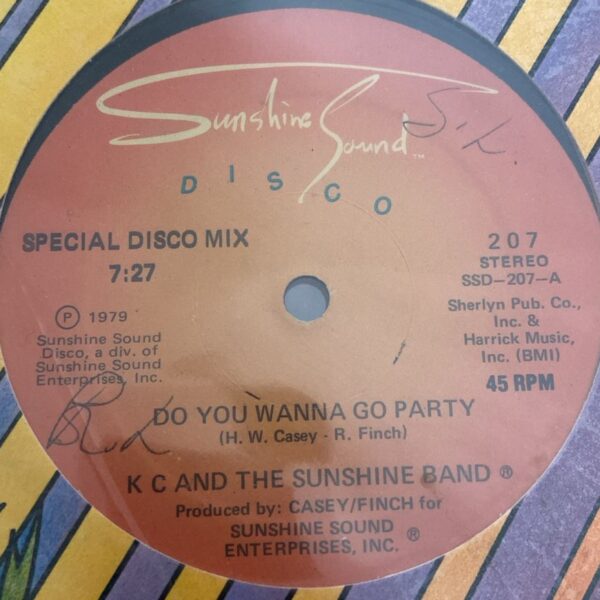 Sunshine Sound™
DISCO
SPECIAL DISCO MIX
7:27
Ⓟ 1979
Sunshine Sound
Disco, a div. of
Sunshine Sound
Enterprises, Inc.
207
STEREO
SSD-207-A
Sherlyn Pub. Co.,
Inc. &
Harrick Music,
Inc. (BMI)
45 RPM
DO YOU WANNA GO PARTY
(H. W. Casey - R. Finch)
K C AND THE SUNSHINE BAND ®
Produced by: CASEY/FINCH for
SUNSHINE SOUND
ENTERPRISES, INC. ®